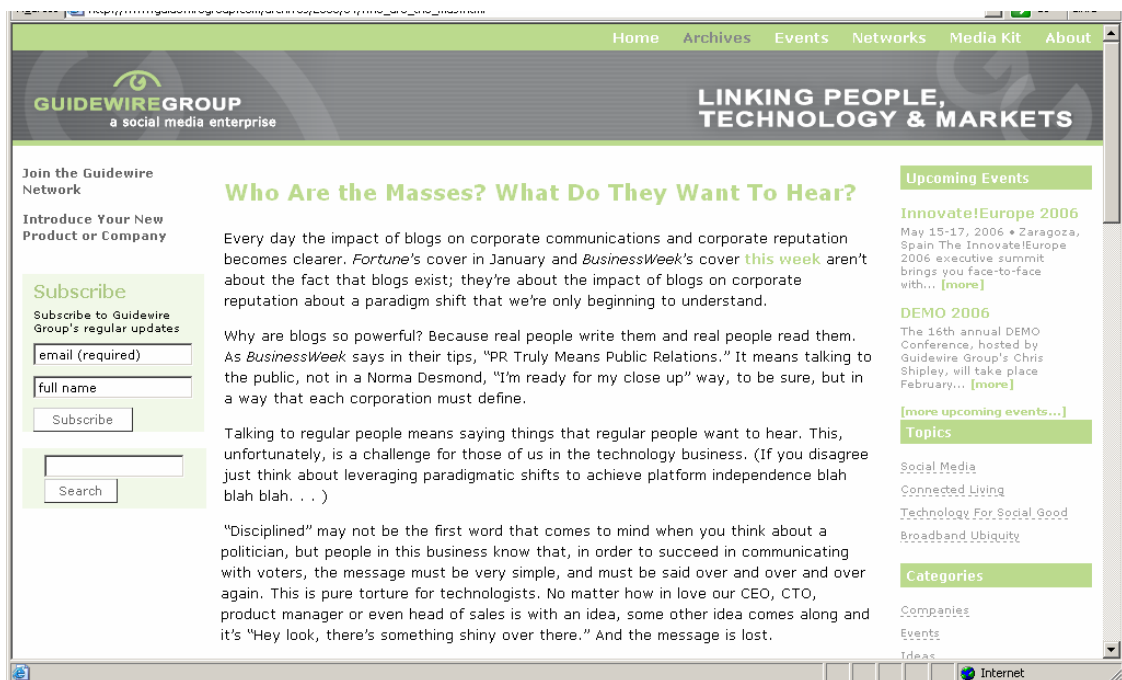 Home Archives Events Networks Media Kit About
GUIDEWIREGROUP
a social media enterprise
LINKING PEOPLE,
TECHNOLOGY & MARKETS
Join the Guidewire
Network
Introduce Your New
Product or Company
Subscribe
Subscribe to Guidewire
Group's regular updates
email (required)
full name
Subscribe
Search
Who Are the Masses? What Do They Want To Hear?
Every day the impact of blogs on corporate communications and corporate reputation
becomes clearer. Fortune's cover in January and BusinessWeek's cover this week aren't
about the fact that blogs exist; they're about the impact of blogs on corporate
reputation about a paradigm shift that we're only beginning to understand.
Why are blogs so powerful? Because real people write them and real people read them.
As BusinessWeek says in their tips, "PR Truly Means Public Relations." It means talking to
the public, not in a Norma Desmond, "I'm ready for my close up" way, to be sure, but in
a way that each corporation must define.
Talking to regular people means saying things that regular people want to hear. This,
unfortunately, is a challenge for those of us in the technology business. (If you disagree
just think about leveraging paradigmatic shifts to achieve platform independence blah
blah blah. . . )
"Disciplined" may not be the first word that comes to mind when you think about a
politician, but people in this business know that, in order to succeed in communicating
with voters, the message must be very simple, and must be said over and over and over
again. This is pure torture for technologists. No matter how in love our CEO, CTO,
product manager or even head of sales is with an idea, some other idea comes along and
it's "Hey look, there's something shiny over there." And the message is lost.
Upcoming Events
Innovate!Europe 2006
May 15-17, 2006 • Zaragoza,
Spain The Innovate!Europe
2006 executive summit
brings you face-to-face
with... [more]
DEMO 2006
The 16th annual DEMO
Conference, hosted by
Guidewire Group's Chris
Shipley, will take place
February... [more]
[more upcoming events...]
Topics
Social Media
Connected Living
Technology For Social Good
Broadband Ubiquity
Categories
Companies
Events
Ideas
Internet